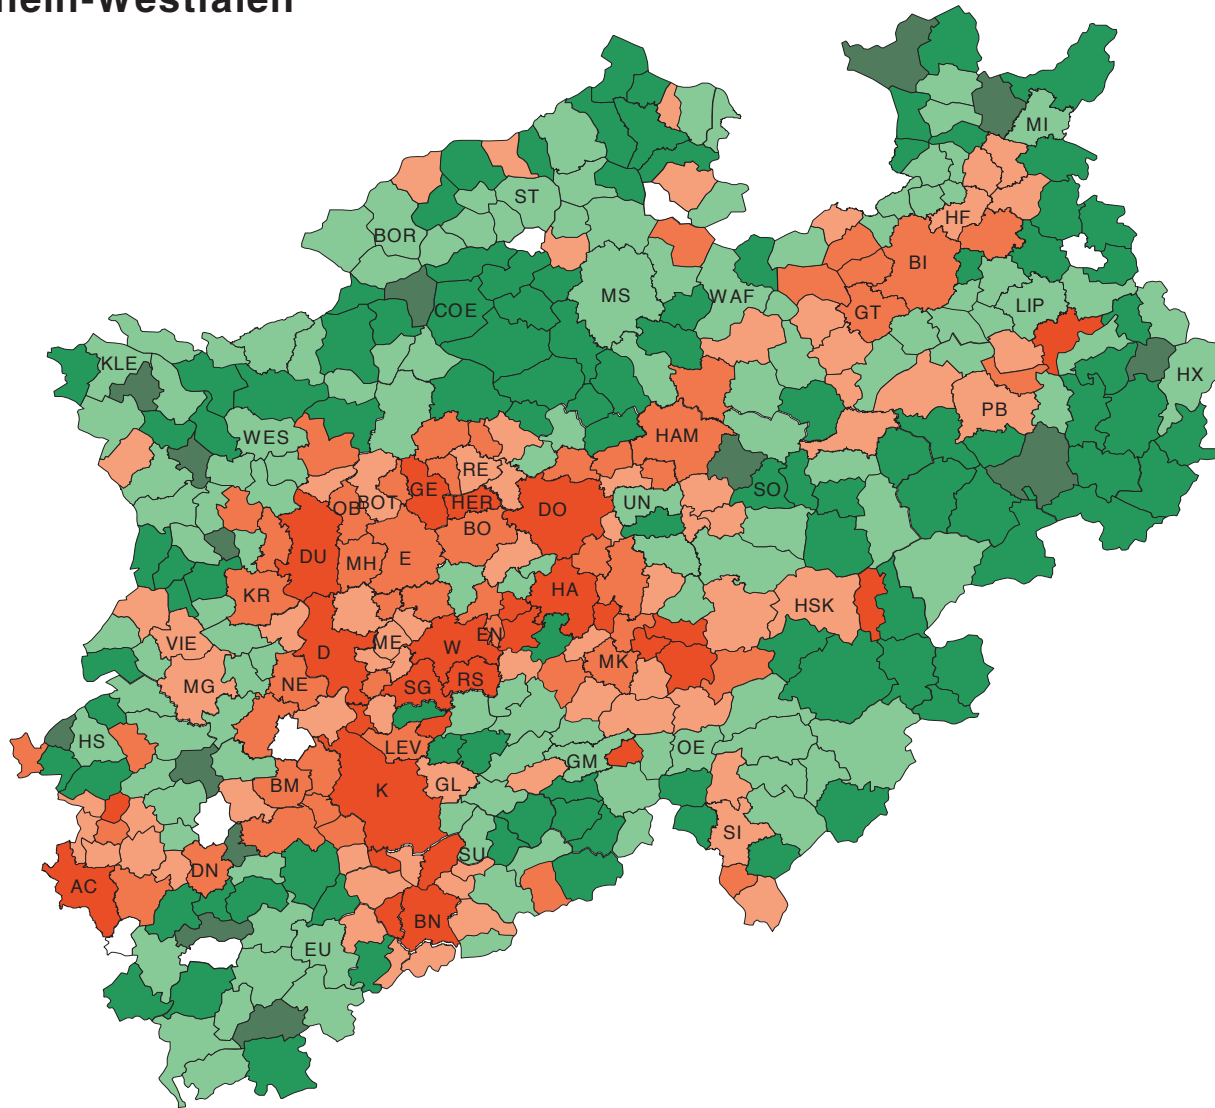 hein-Westfalen
MI
ST
HF
BOR
BI
MS
WAF
LIP
COE
GT
KLE
HX
PB
WES
HAM
RE
GE
SO
BOT
OB
HER
UN
DO
BO
DU
MH
E
HA
KR
HSK
EN
VIE
ME
W
D
MK
RS
MG
NE
SG
HS
LEV
OE
GM
BM
GL
K
SI
SU
DN
AC
BN
EU